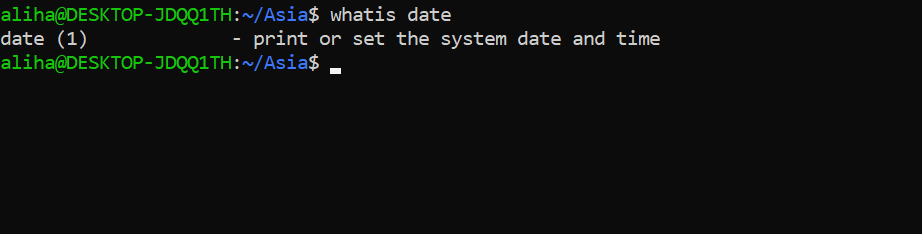 aliha@DESKTOP-JDQQ1TH:~/Asia$ whatis date
date (1)             - print or set the system date and time
aliha@DESKTOP-JDQQ1TH:~/Asia$